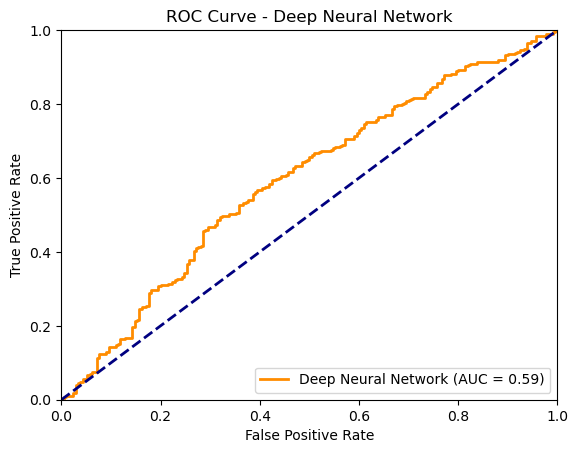 ROC Curve - Deep Neural Network
True Positive Rate
1.0
0.8
0.6
0.4
0.2
0.0
Deep Neural Network (AUC = 0.59)
0.0 0.2 0.4 0.6 0.8 1.0
False Positive Rate